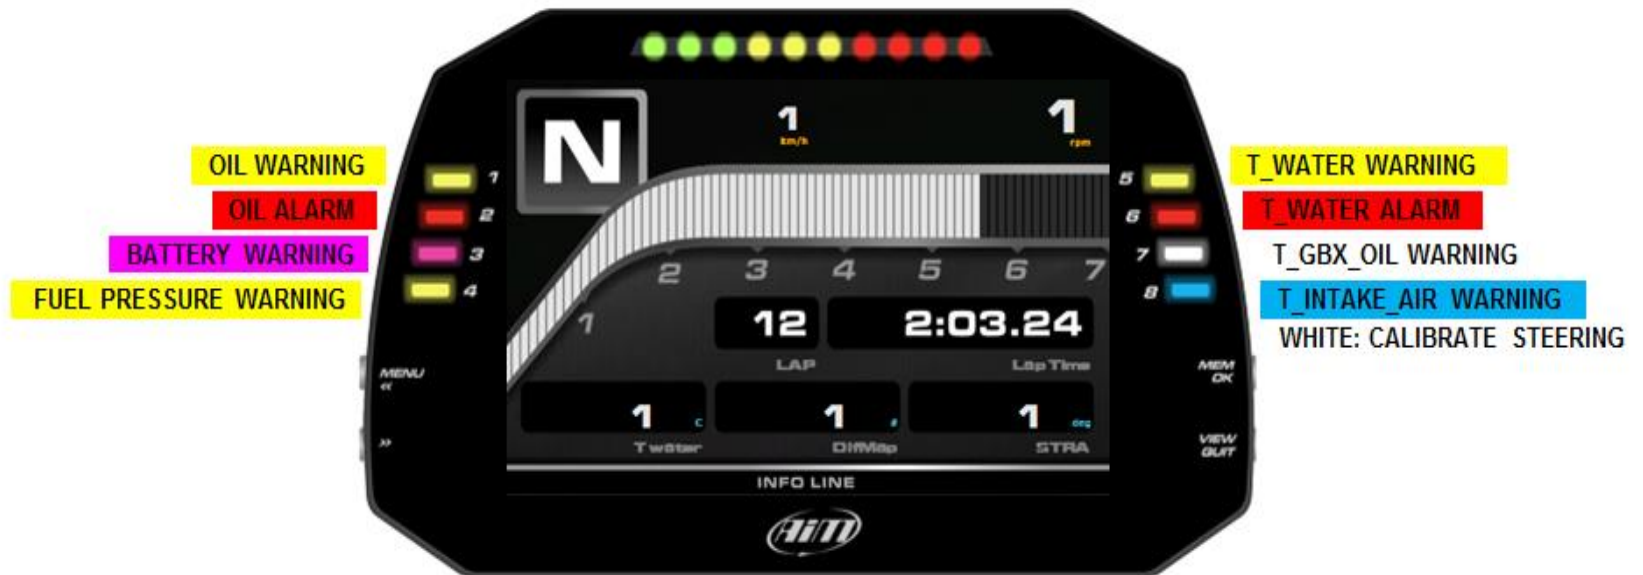 N
1
km/h
1
rpm
OIL WARNING
1
OIL ALARM
2
BATTERY WARNING
3
FUEL PRESSURE WARNING
4
5
T_WATER WARNING
6
T_WATER ALARM
7
T_GBX_OIL WARNING
8
T_INTAKE_AIR WARNING
WHITE: CALIBRATE STEERING
1 2 3 4 5 6 7
12
2:03.24
LAP
Lap Time
MENU
<<
>>
MEM
OK
VIEW
QUIT
1 C
1 #
1 deg
T water
DiffMap
STRA
INFO LINE
AiM